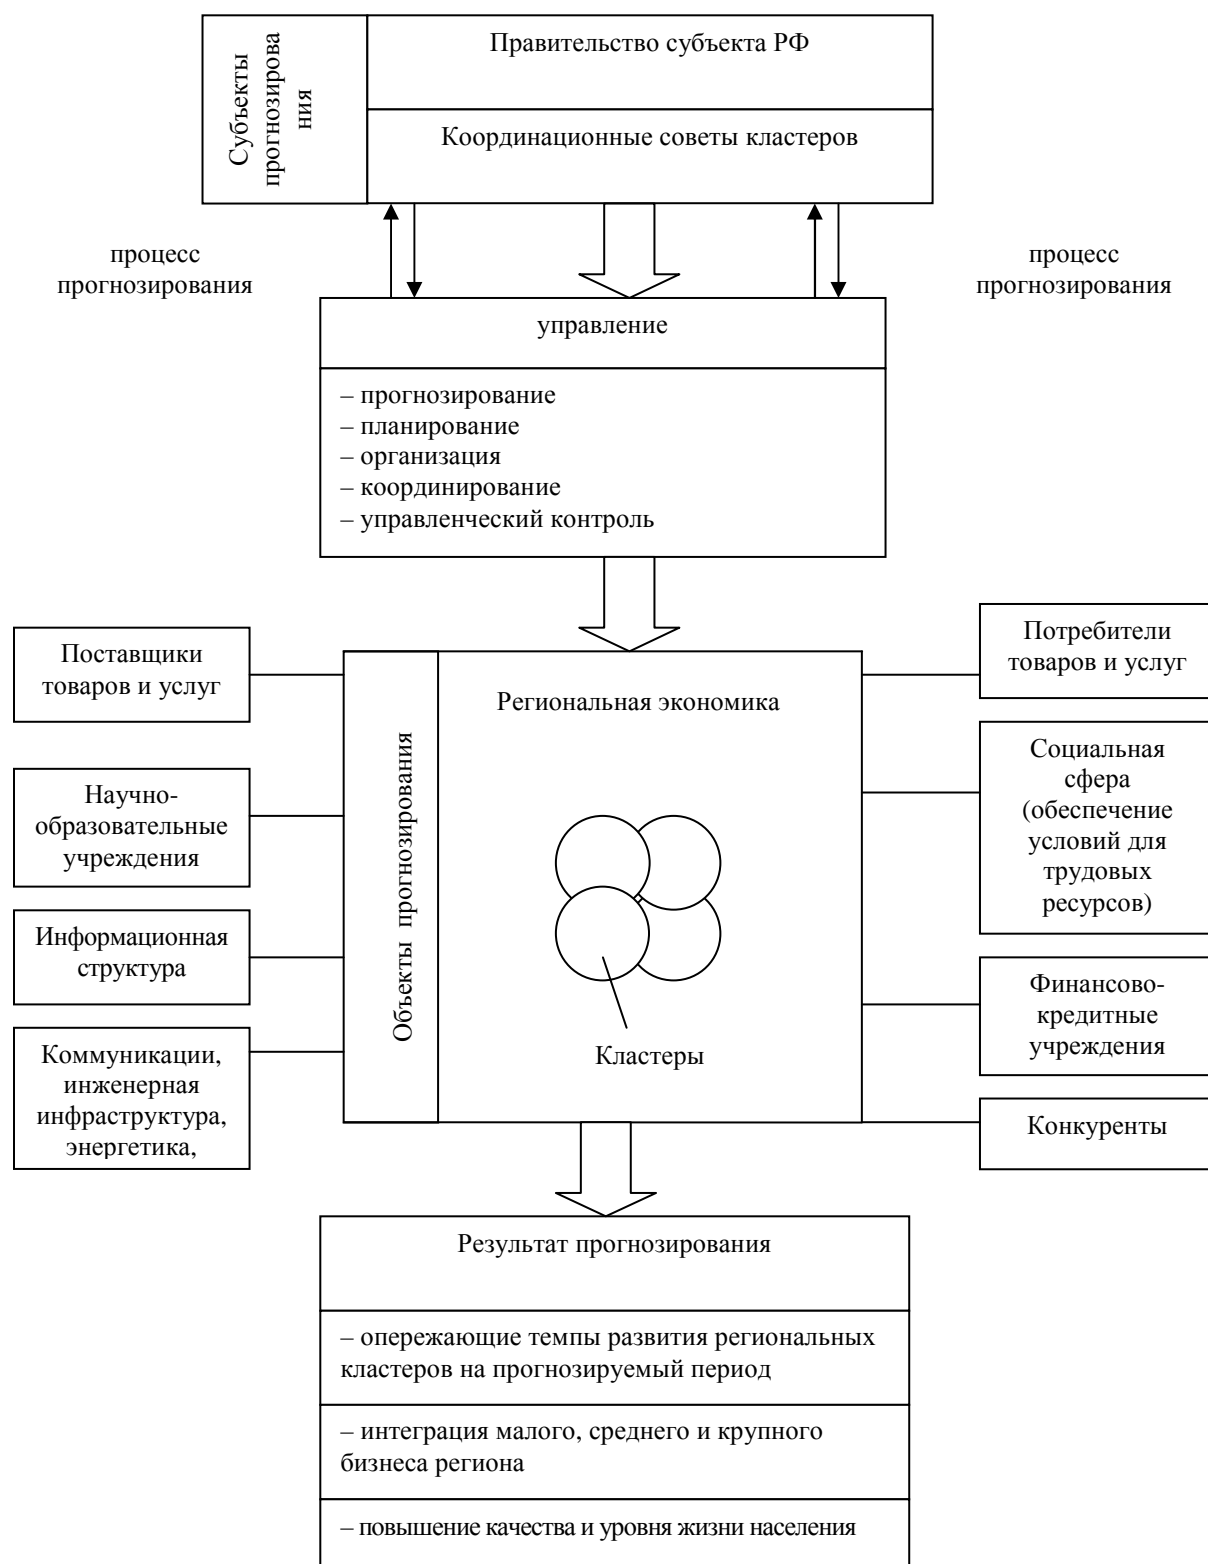 Субъекты
прогнозирова
ния
Правительство субъекта РФ
Координационные советы кластеров
процесс
прогнозирования
процесс
прогнозирования
управление
– прогнозирование
– планирование
– организация
– координирование
– управленческий контроль
Поставщики
товаров и услуг
Научно-
образовательные
учреждения
Информационная
структура
Коммуникации,
инженерная
инфраструктура,
энергетика,
Объекты прогнозирования
Региональная экономика
Кластеры
Потребители
товаров и услуг
Социальная
сфера
(обеспечение
условий для
трудовых
ресурсов)
Финансово-
кредитные
учреждения
Конкуренты
Результат прогнозирования
– опережающие темпы развития региональных
кластеров на прогнозируемый период
– интеграция малого, среднего и крупного
бизнеса региона
– повышение качества и уровня жизни населения